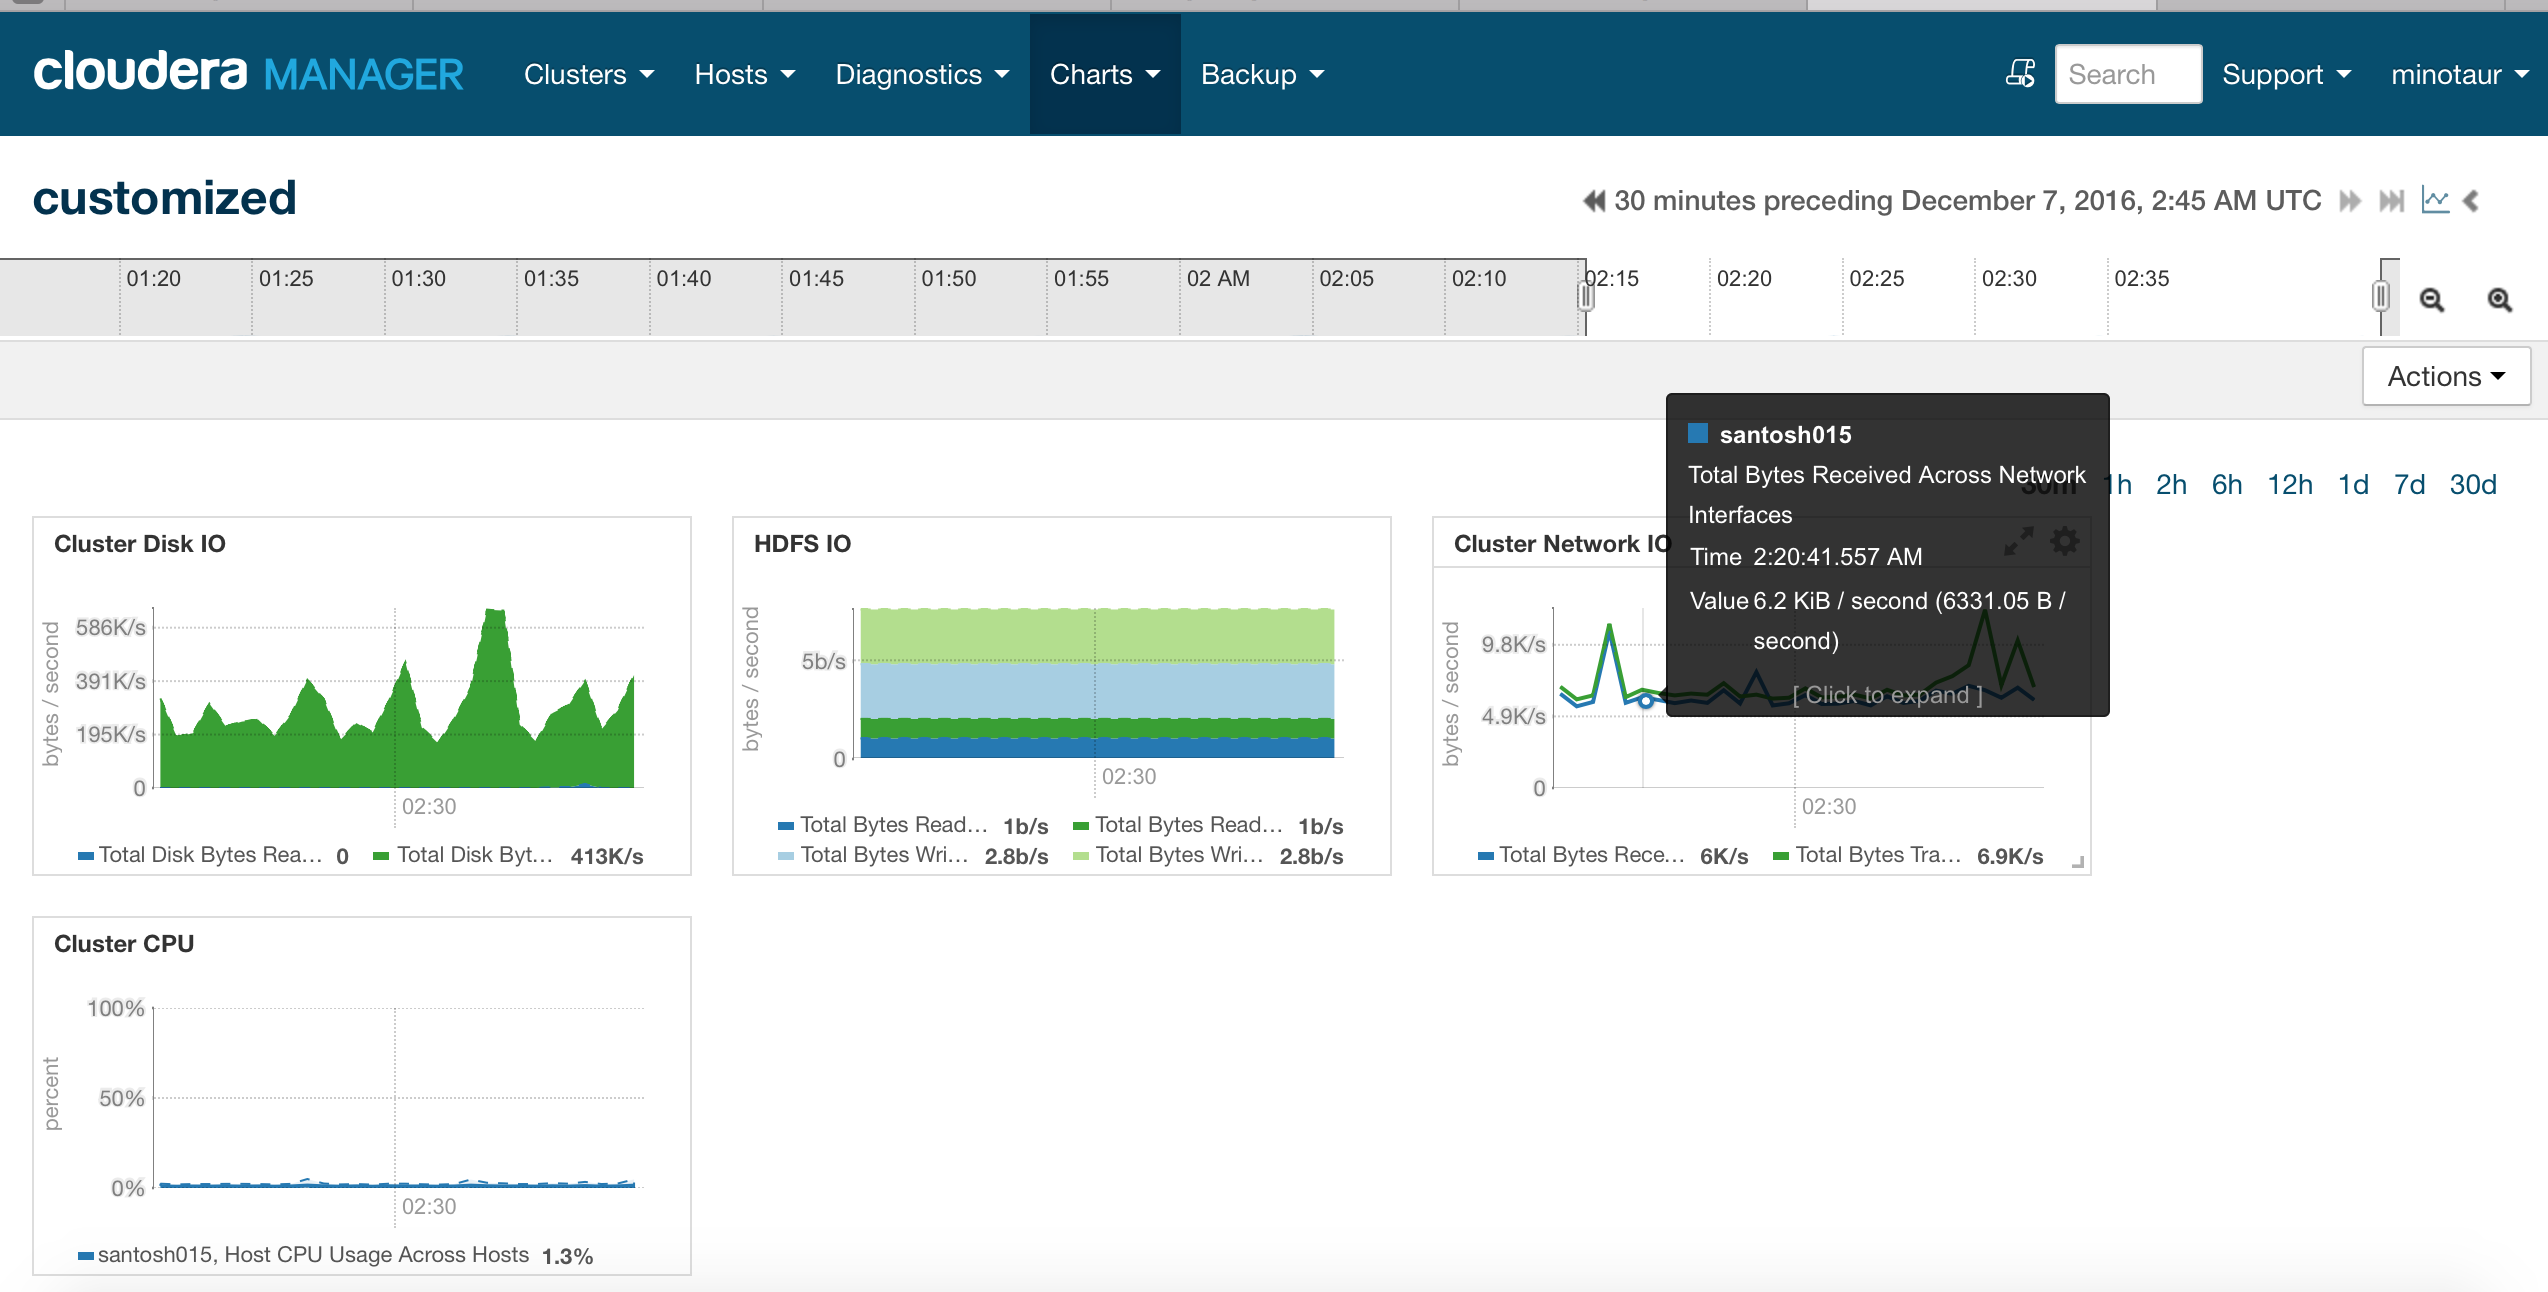 cloudera MANAGER Clusters Hosts Diagnostics Charts Backup Search Support minotaur
customized
30 minutes preceding December 7, 2016, 2:45 AM UTC
01:20 01:25 01:30 01:35 01:40 01:45 01:50 01:55 02 AM 02:05 02:10 02:15 02:20 02:25 02:30 02:35
Actions
santosh015
Total Bytes Received Across Network
Interfaces
Time 2:20:41.557 AM
Value 6.2 KiB / second (6331.05 B /
second)
[ Click to expand ]
30m 1h 2h 6h 12h 1d 7d 30d
Cluster Disk IO
bytes / second
586K/s
391K/s
195K/s
0
02:30
Total Disk Bytes Rea... 0 Total Disk Byt... 413K/s
HDFS IO
bytes / second
5b/s
0
02:30
Total Bytes Read... 1b/s Total Bytes Read... 1b/s
Total Bytes Wri... 2.8b/s Total Bytes Wri... 2.8b/s
Cluster Network IO
bytes / second
9.8K/s
4.9K/s
0
02:30
Total Bytes Rece... 6K/s Total Bytes Tra... 6.9K/s
Cluster CPU
percent
100%
50%
0%
02:30
santosh015, Host CPU Usage Across Hosts 1.3%